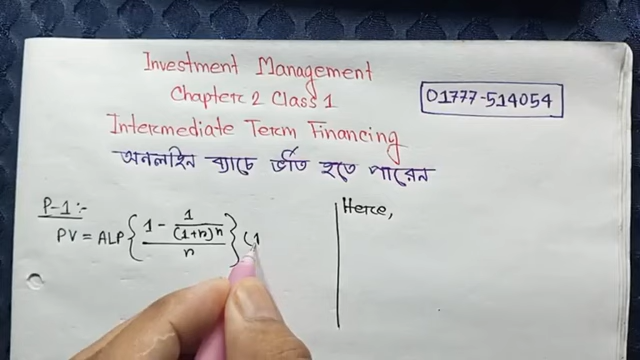 Investment Management
Chapter 2 Class 1
01777-514054
Intermediate Term Financing
অনলাইন ব্যাচে ভর্তি হতে পারেন
P-1:-
PV = ALP { 1 - 1/(1+r)n / r } (1
Here,